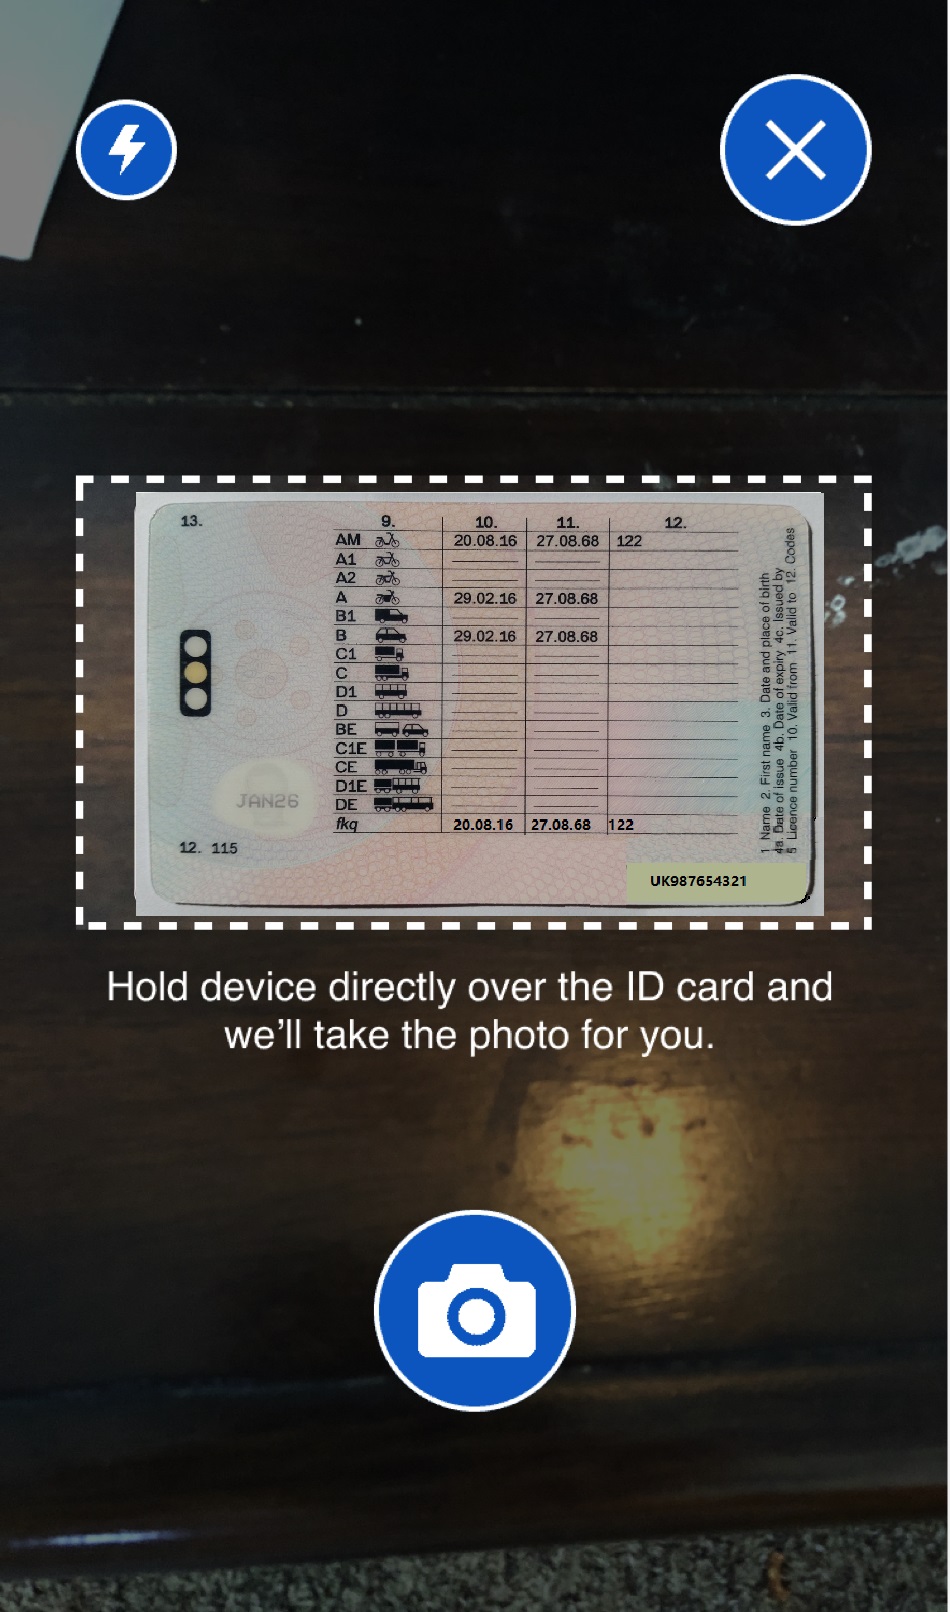 13. 9. 10. 11. 12.
AM 20.08.16 27.08.68 122
A1
A2
A 29.02.16 27.08.68
B1
B 29.02.16 27.08.68
C1
C
D1
D
BE
C1E
CE
D1E
DE
fkq 20.08.16 27.08.68 122
JAN26
12. 115
UK987654321
1 Name 2. First name 3. Date and place of birth
4a. Date of issue 4b. Date of expiry 4c. Issued by
5 Licence number 10. Valid from 11. Valid to 12. Codes
Hold device directly over the ID card and
we'll take the photo for you.